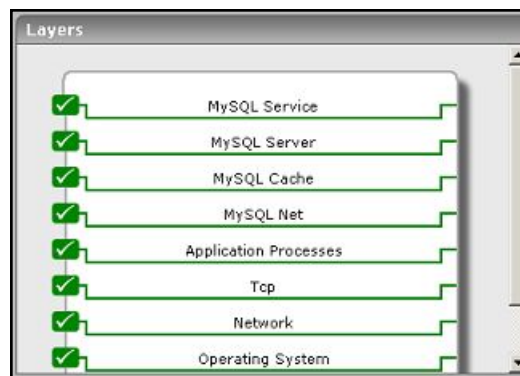 Layers
MySQL Service
MySQL Server
MySQL Cache
MySQL Net
Application Processes
Tcp
Network
Operating System